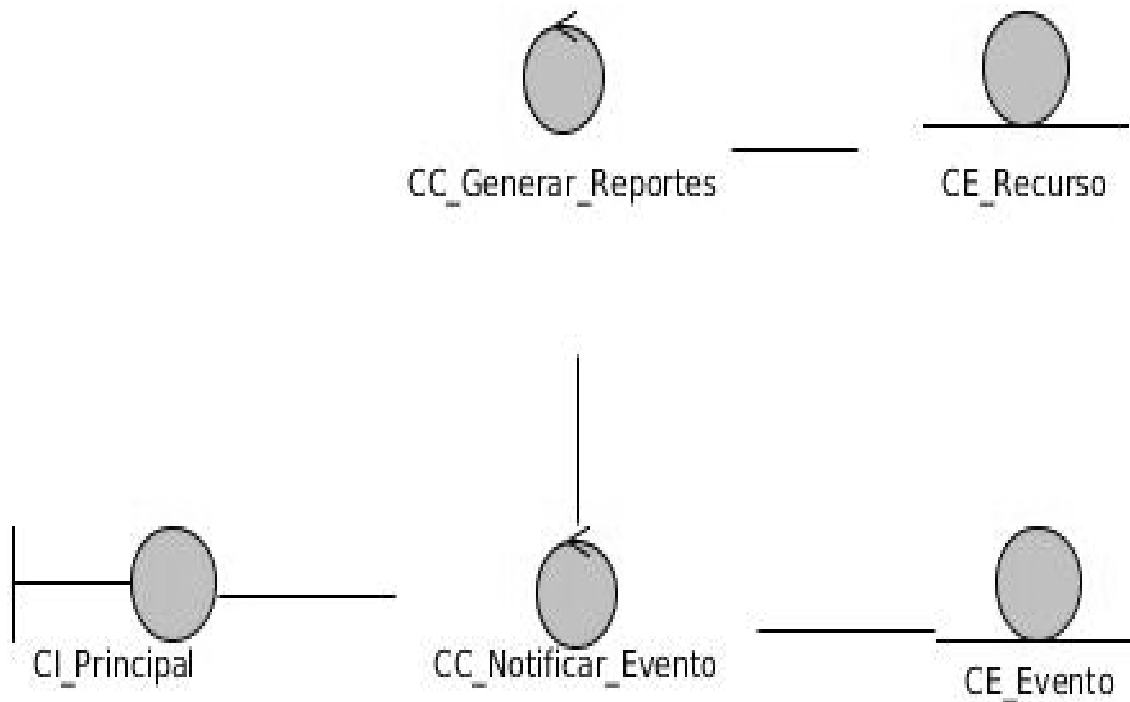 CC_Generar_Reportes
CE_Recurso
CI_Principal
CC_Notificar_Evento
CE_Evento